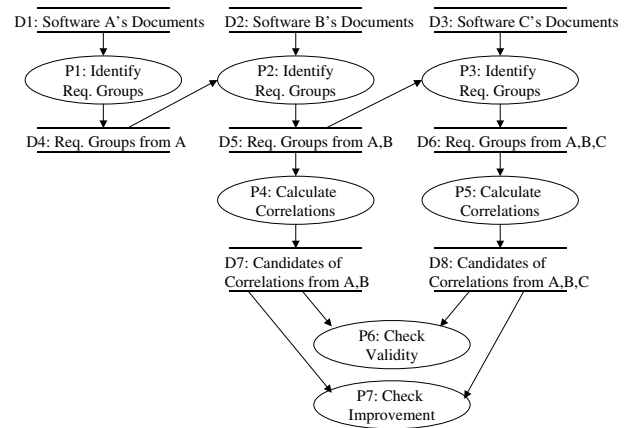 D1: Software A's Documents
D2: Software B's Documents
D3: Software C's Documents
P1: Identify
Req. Groups
P2: Identify
Req. Groups
P3: Identify
Req. Groups
D4: Req. Groups from A
D5: Req. Groups from A,B
D6: Req. Groups from A,B,C
P4: Calculate
Correlations
P5: Calculate
Correlations
D7: Candidates of
Correlations from A,B
D8: Candidates of
Correlations from A,B,C
P6: Check
Validity
P7: Check
Improvement